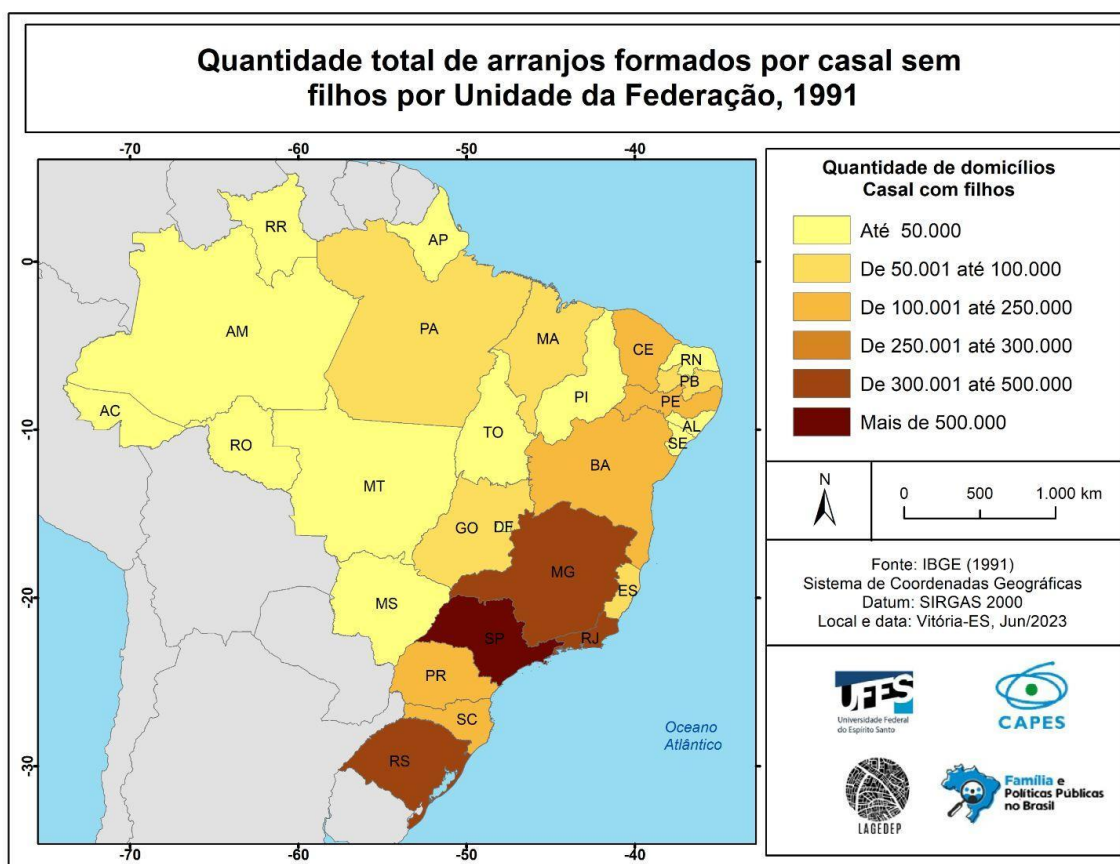 Quantidade total de arranjos formados por casal sem
filhos por Unidade da Federação, 1991
-70
-60
-50
-40
0
-10
-20
-30
RR
AP
AM
PA
MA
CE
RN
PB
PE
PI
AL
SE
AC
RO
TO
BA
MT
GO
DF
MG
ES
MS
SP
RJ
PR
SC
RS
Oceano
Atlântico
-70
-60
-50
-40
Quantidade de domicílios
Casal com filhos
Até 50.000
De 50.001 até 100.000
De 100.001 até 250.000
De 250.001 até 300.000
De 300.001 até 500.000
Mais de 500.000
N
0 500 1.000 km
Fonte: IBGE (1991)
Sistema de Coordenadas Geográficas
Datum: SIRGAS 2000
Local e data: Vitória-ES, Jun/2023
UFES
Universidade Federal
do Espírito Santo
CAPES
LAGEDEP
Família e
Políticas Públicas
no Brasil